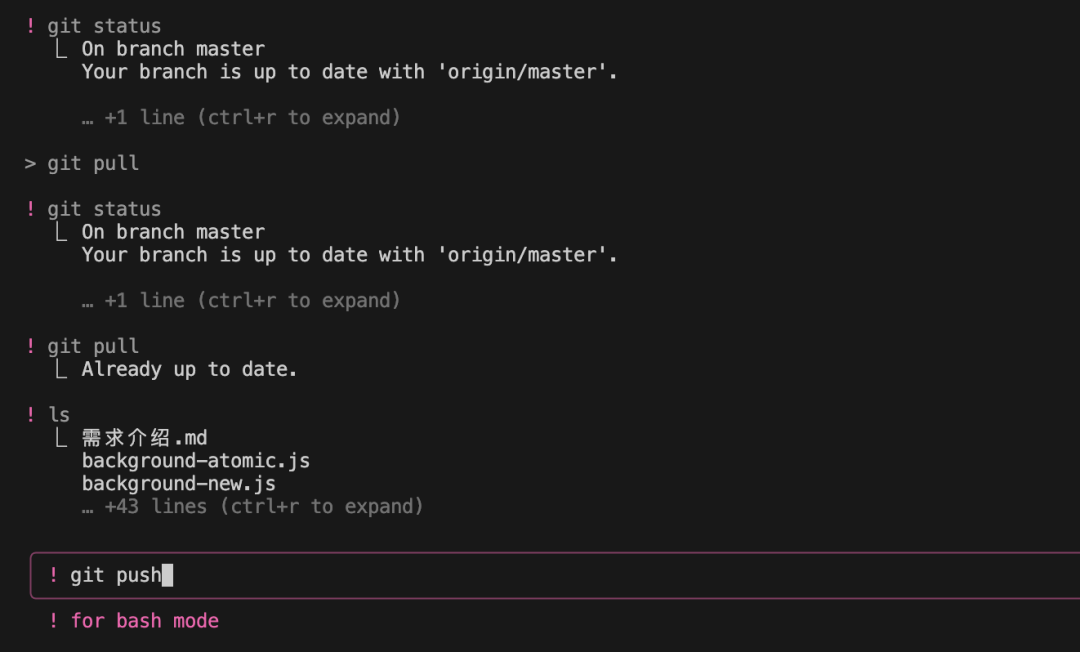 ! git status
⎿ On branch master
Your branch is up to date with 'origin/master'.
… +1 line (ctrl+r to expand)
> git pull
! git status
⎿ On branch master
Your branch is up to date with 'origin/master'.
… +1 line (ctrl+r to expand)
! git pull
⎿ Already up to date.
! ls
⎿ 需求介绍.md
background-atomic.js
background-new.js
… +43 lines (ctrl+r to expand)
! git push
! for bash mode